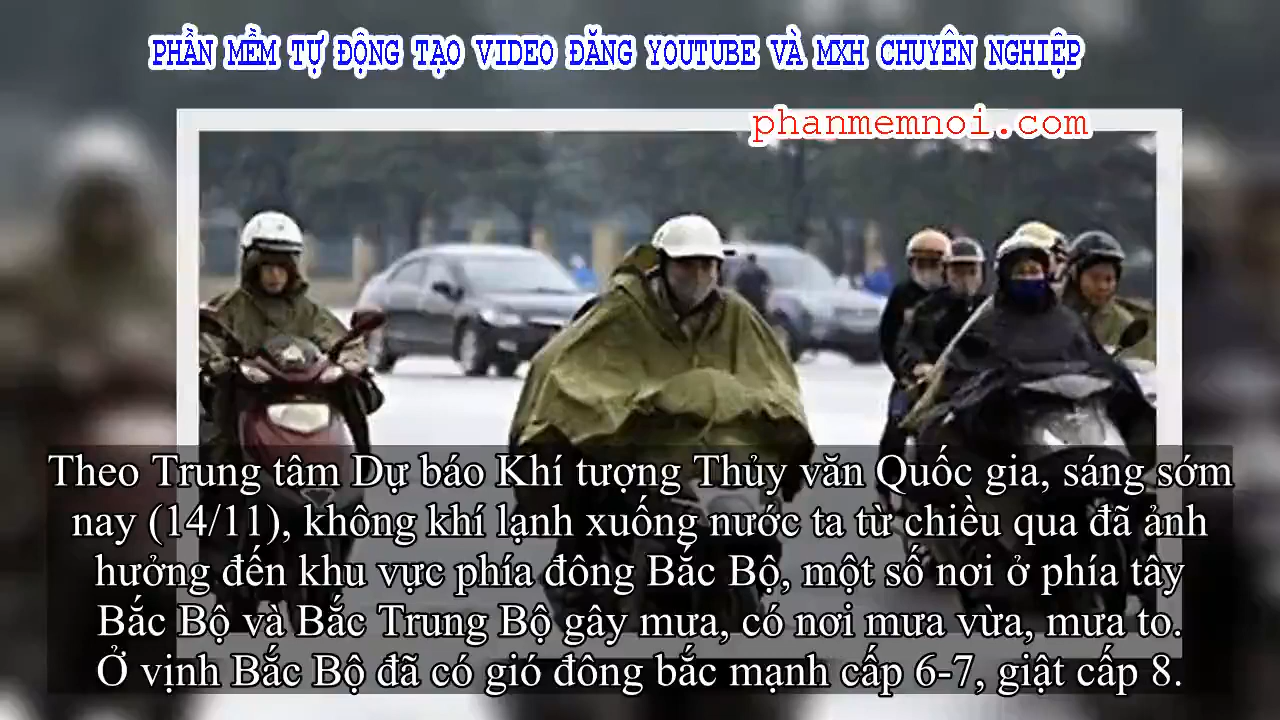 PHẦN MỀM TỰ ĐỘNG TẠO VIDEO ĐĂNG YOUTUBE VÀ MXH CHUYÊN NGHIỆP
phanmemnoi.com
Theo Trung tâm Dự báo Khí tượng Thủy văn Quốc gia, sáng sớm
nay (14/11), không khí lạnh xuống nước ta từ chiều qua đã ảnh
hưởng đến khu vực phía đông Bắc Bộ, một số nơi ở phía tây
Bắc Bộ và Bắc Trung Bộ gây mưa, có nơi mưa vừa, mưa to.
Ở vịnh Bắc Bộ đã có gió đông bắc mạnh cấp 6-7, giật cấp 8.